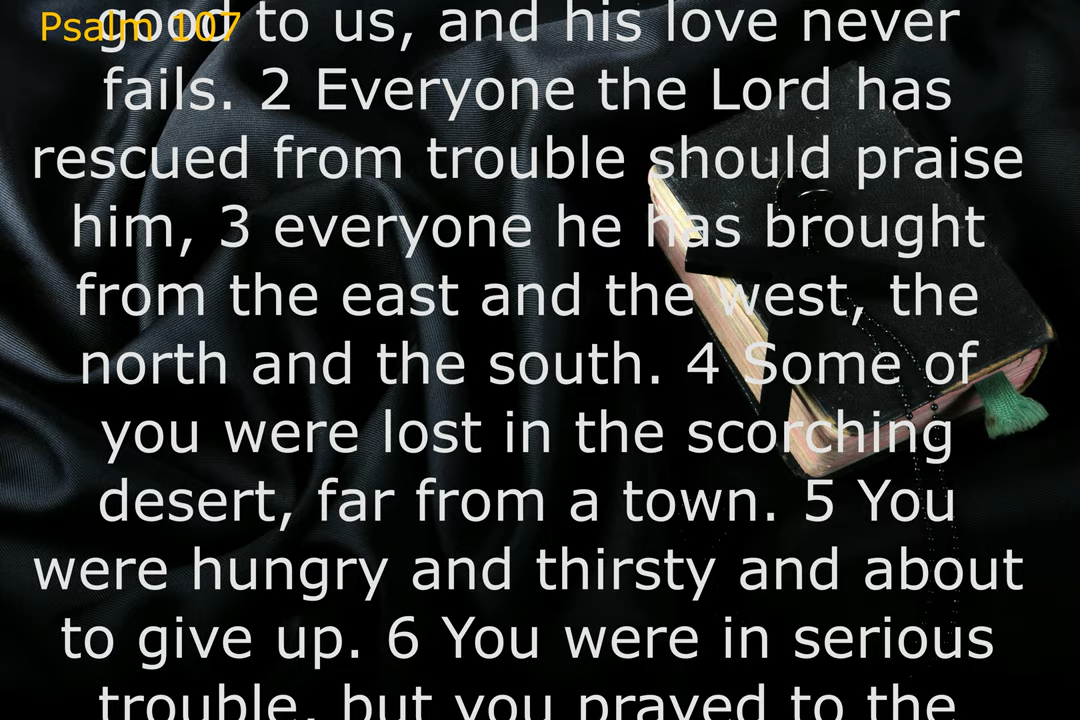 Psalm 107
good to us, and his love never
fails. 2 Everyone the Lord has
rescued from trouble should praise
him, 3 everyone he has brought
from the east and the west, the
north and the south. 4 Some of
you were lost in the scorching
desert, far from a town. 5 You
were hungry and thirsty and about
to give up. 6 You were in serious
trouble, but you prayed to the